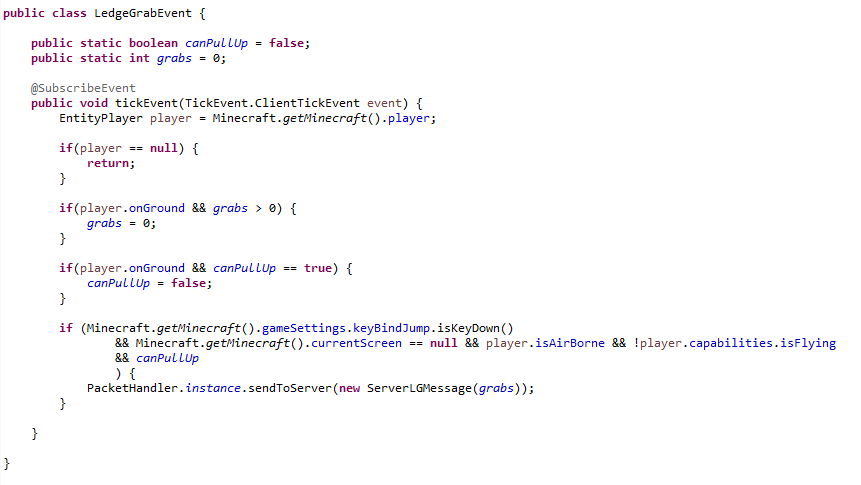 public class LedgeGrabEvent {
public static boolean canPullUp = false;
public static int grabs = 0;
@SubscribeEvent
public void tickEvent(TickEvent.ClientTickEvent event) {
EntityPlayer player = Minecraft.getMinecraft().player;
if(player == null) {
return;
}
if(player.onGround && grabs > 0) {
grabs = 0;
}
if(player.onGround && canPullUp == true) {
canPullUp = false;
}
if (Minecraft.getMinecraft().gameSettings.keyBindJump.isKeyDown()
&& Minecraft.getMinecraft().currentScreen == null && player.isAirBorne && !player.capabilities.isFlying
&& canPullUp
) {
PacketHandler.instance.sendToServer(new ServerLGMessage(grabs));
}
}
}